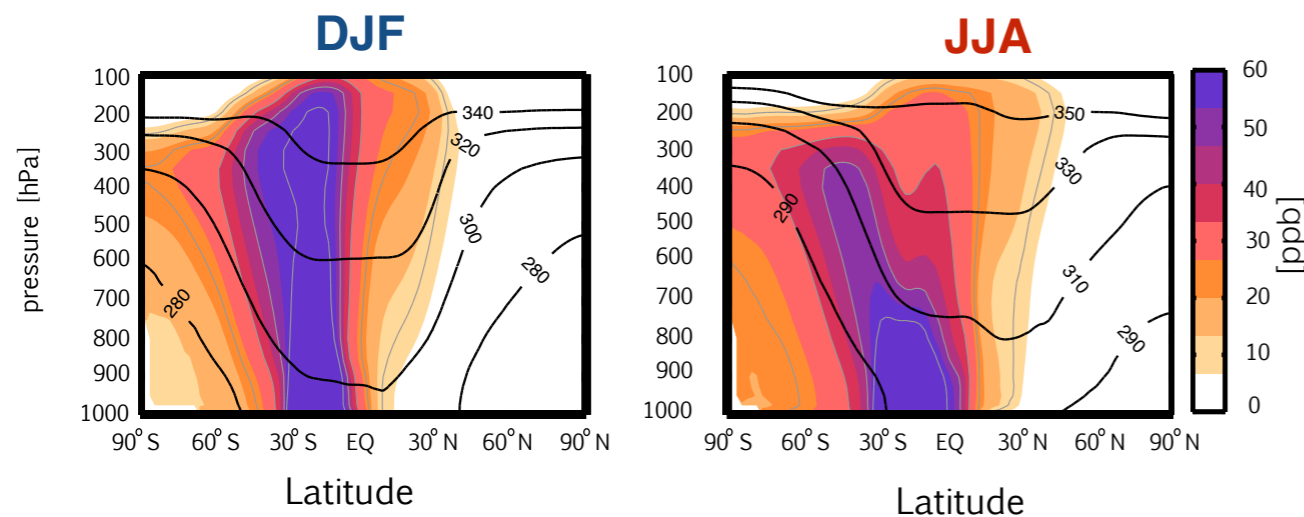 DJF
JJA
pressure [hPa]
100
200
300
400
500
600
700
800
900
1000
340
320
300
280
280
90°S
60°S
30°S
EQ
30°N
60°N
90°N
Latitude
100
200
300
400
500
600
700
800
900
1000
350
330
310
290
290
90°S
60°S
30°S
EQ
30°N
60°N
90°N
Latitude
60
50
40
30
20
10
0
[ppb]